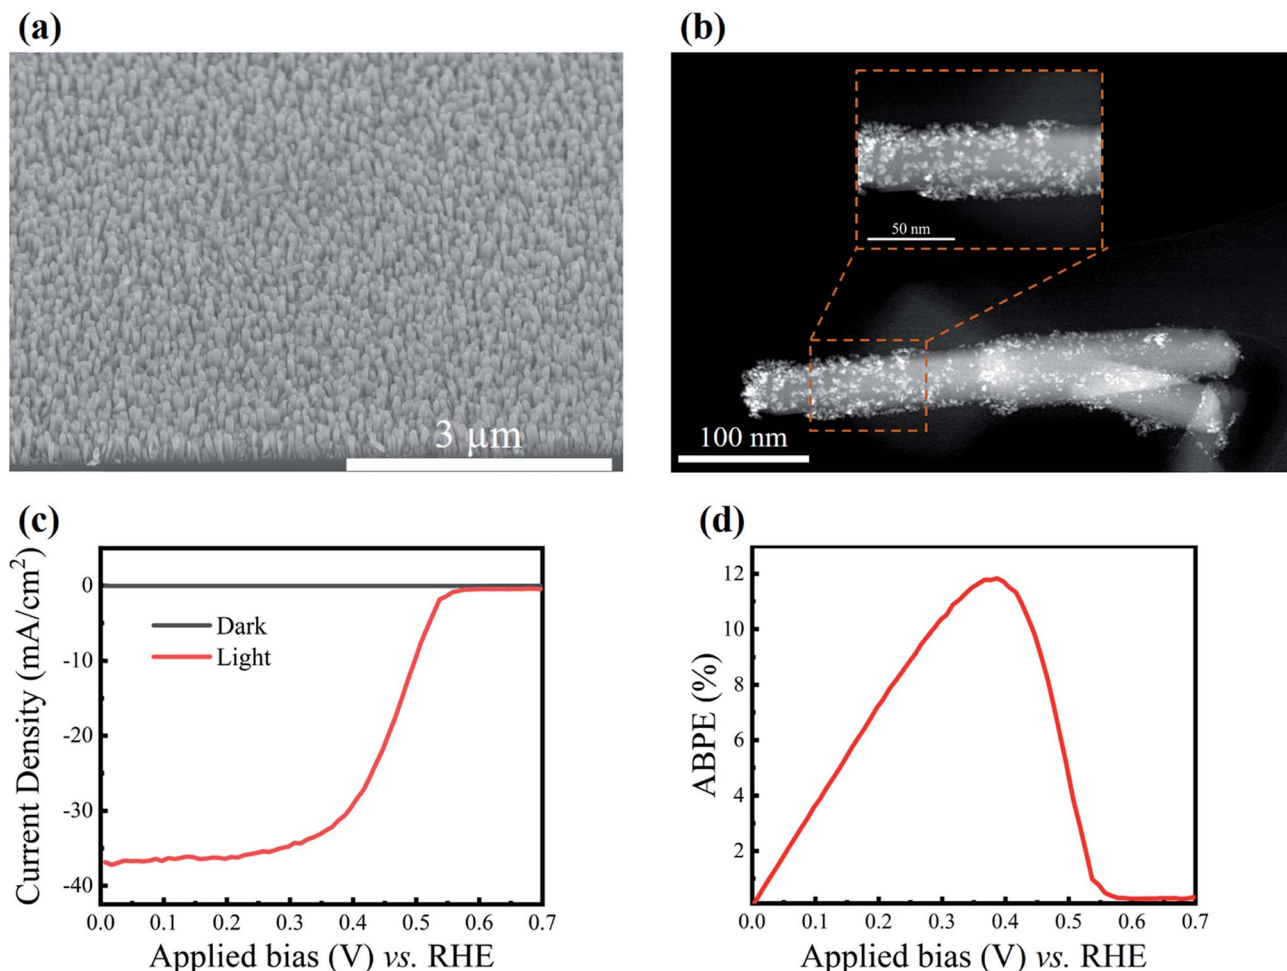 (a)
(b)
50 nm
3 µm
100 nm
(c)
(d)
Current Density (mA/cm²)
0
-10
-20
-30
-40
Dark
Light
0.0 0.1 0.2 0.3 0.4 0.5 0.6 0.7
Applied bias (V) vs. RHE
ABPE (%)
12
10
8
6
4
2
0.0 0.1 0.2 0.3 0.4 0.5 0.6 0.7
Applied bias (V) vs. RHE